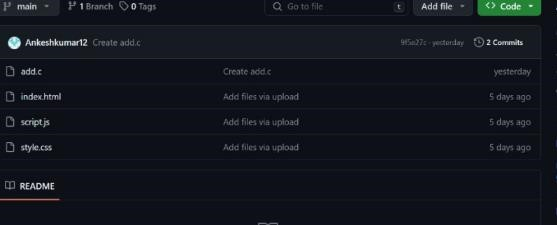 main 1 Branch 0 Tags Go to file t Add file Code
Ankeshkumar12 Create add.c 9f5e27c · yesterday 2 Commits
add.c Create add.c yesterday
index.html Add files via upload 5 days ago
script.js Add files via upload 5 days ago
style.css Add files via upload 5 days ago
README